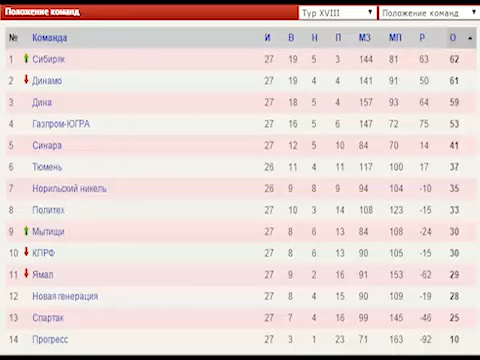 Положение команд Тур XVIII Положение команд
№ Команда И В Н П МЗ МП Р О
1 Сибиряк 27 19 5 3 144 81 63 62
2 Динамо 27 19 4 4 141 91 50 61
3 Дина 27 18 5 4 157 93 64 59
4 Газпром-ЮГРА 27 16 5 6 147 72 75 53
5 Синара 27 12 5 10 84 70 14 41
6 Тюмень 26 11 4 11 117 100 17 37
7 Норильский никель 26 9 8 9 94 104 -10 35
8 Политех 27 10 3 14 108 123 -15 33
9 Мытищи 27 8 6 13 84 108 -24 30
10 КПРФ 27 8 6 13 90 105 -15 30
11 Ямал 27 9 2 16 91 153 -62 29
12 Новая генерация 27 8 4 15 90 109 -19 28
13 Спартак 27 7 4 16 99 145 -46 25
14 Прогресс 27 3 1 23 71 163 -92 10